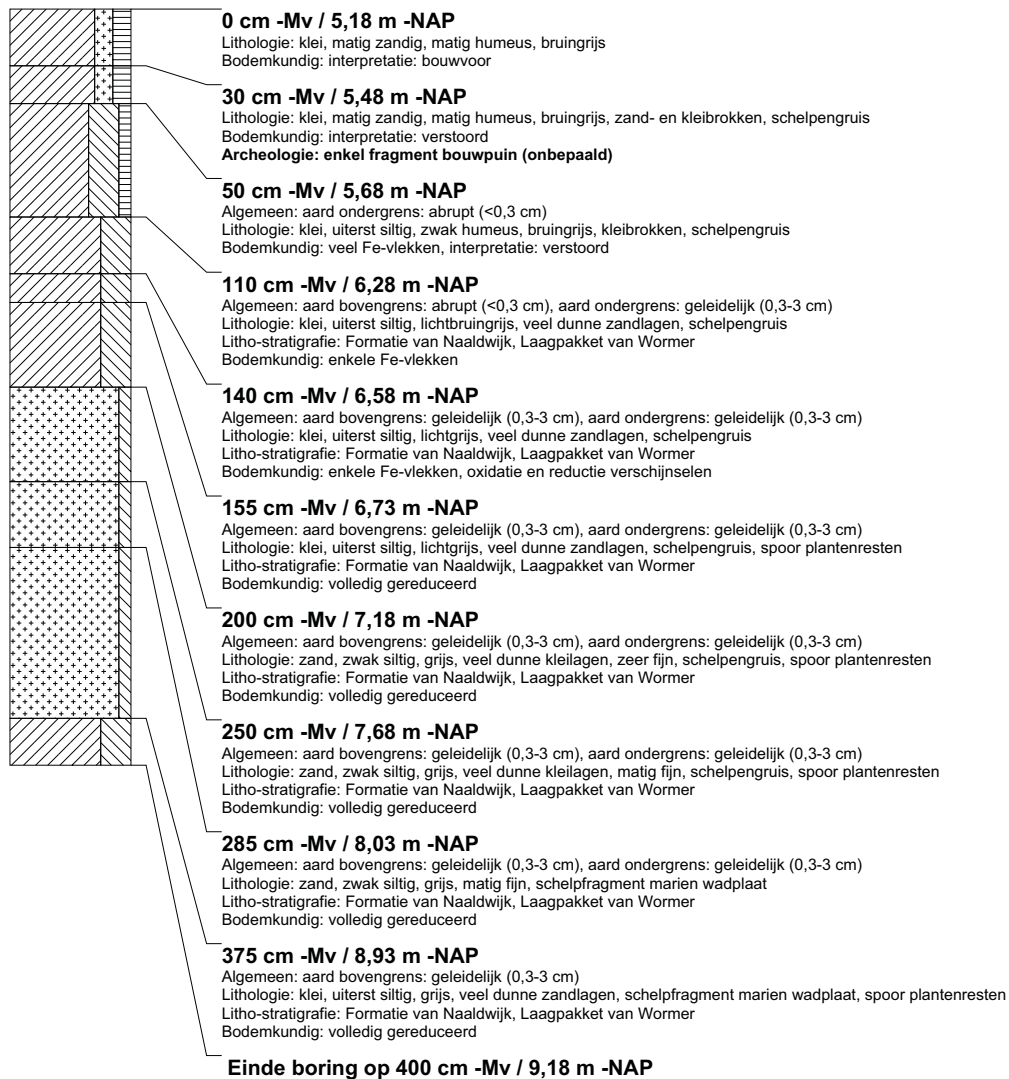 0 cm -Mv / 5,18 m -NAP
Lithologie: klei, matig zandig, matig humeus, bruingrijs
Bodemkundig: interpretatie: bouwvoor
30 cm -Mv / 5,48 m -NAP
Lithologie: klei, matig zandig, matig humeus, bruingrijs, zand- en kleibrokken, schelpengruis
Bodemkundig: interpretatie: verstoord
Archeologie: enkel fragment bouwpuin (onbepaald)
50 cm -Mv / 5,68 m -NAP
Algemeen: aard ondergrens: abrupt (<0,3 cm)
Lithologie: klei, uiterst siltig, zwak humeus, bruingrijs, kleibrokken, schelpengruis
Bodemkundig: veel Fe-vlekken, interpretatie: verstoord
110 cm -Mv / 6,28 m -NAP
Algemeen: aard bovengrens: abrupt (<0,3 cm), aard ondergrens: geleidelijk (0,3-3 cm)
Lithologie: klei, uiterst siltig, lichtbruingrijs, veel dunne zandlagen, schelpengruis
Litho-stratigrafie: Formatie van Naaldwijk, Laagpakket van Wormer
Bodemkundig: enkele Fe-vlekken
140 cm -Mv / 6,58 m -NAP
Algemeen: aard bovengrens: geleidelijk (0,3-3 cm), aard ondergrens: geleidelijk (0,3-3 cm)
Lithologie: klei, uiterst siltig, lichtgrijs, veel dunne zandlagen, schelpengruis
Litho-stratigrafie: Formatie van Naaldwijk, Laagpakket van Wormer
Bodemkundig: enkele Fe-vlekken, oxidatie en reductie verschijnselen
155 cm -Mv / 6,73 m -NAP
Algemeen: aard bovengrens: geleidelijk (0,3-3 cm), aard ondergrens: geleidelijk (0,3-3 cm)
Lithologie: klei, uiterst siltig, lichtgrijs, veel dunne zandlagen, schelpengruis, spoor plantenresten
Litho-stratigrafie: Formatie van Naaldwijk, Laagpakket van Wormer
Bodemkundig: volledig gereduceerd
200 cm -Mv / 7,18 m -NAP
Algemeen: aard bovengrens: geleidelijk (0,3-3 cm), aard ondergrens: geleidelijk (0,3-3 cm)
Lithologie: zand, zwak siltig, grijs, veel dunne kleilagen, zeer fijn, schelpengruis, spoor plantenresten
Litho-stratigrafie: Formatie van Naaldwijk, Laagpakket van Wormer
Bodemkundig: volledig gereduceerd
250 cm -Mv / 7,68 m -NAP
Algemeen: aard bovengrens: geleidelijk (0,3-3 cm), aard ondergrens: geleidelijk (0,3-3 cm)
Lithologie: zand, zwak siltig, grijs, veel dunne kleilagen, matig fijn, schelpengruis, spoor plantenresten
Litho-stratigrafie: Formatie van Naaldwijk, Laagpakket van Wormer
Bodemkundig: volledig gereduceerd
285 cm -Mv / 8,03 m -NAP
Algemeen: aard bovengrens: geleidelijk (0,3-3 cm), aard ondergrens: geleidelijk (0,3-3 cm)
Lithologie: zand, zwak siltig, grijs, matig fijn, schelpfragment marien wadplaat
Litho-stratigrafie: Formatie van Naaldwijk, Laagpakket van Wormer
Bodemkundig: volledig gereduceerd
375 cm -Mv / 8,93 m -NAP
Algemeen: aard bovengrens: geleidelijk (0,3-3 cm)
Lithologie: klei, uiterst siltig, grijs, veel dunne zandlagen, schelpfragment marien wadplaat, spoor plantenresten
Litho-stratigrafie: Formatie van Naaldwijk, Laagpakket van Wormer
Bodemkundig: volledig gereduceerd
Einde boring op 400 cm -Mv / 9,18 m -NAP